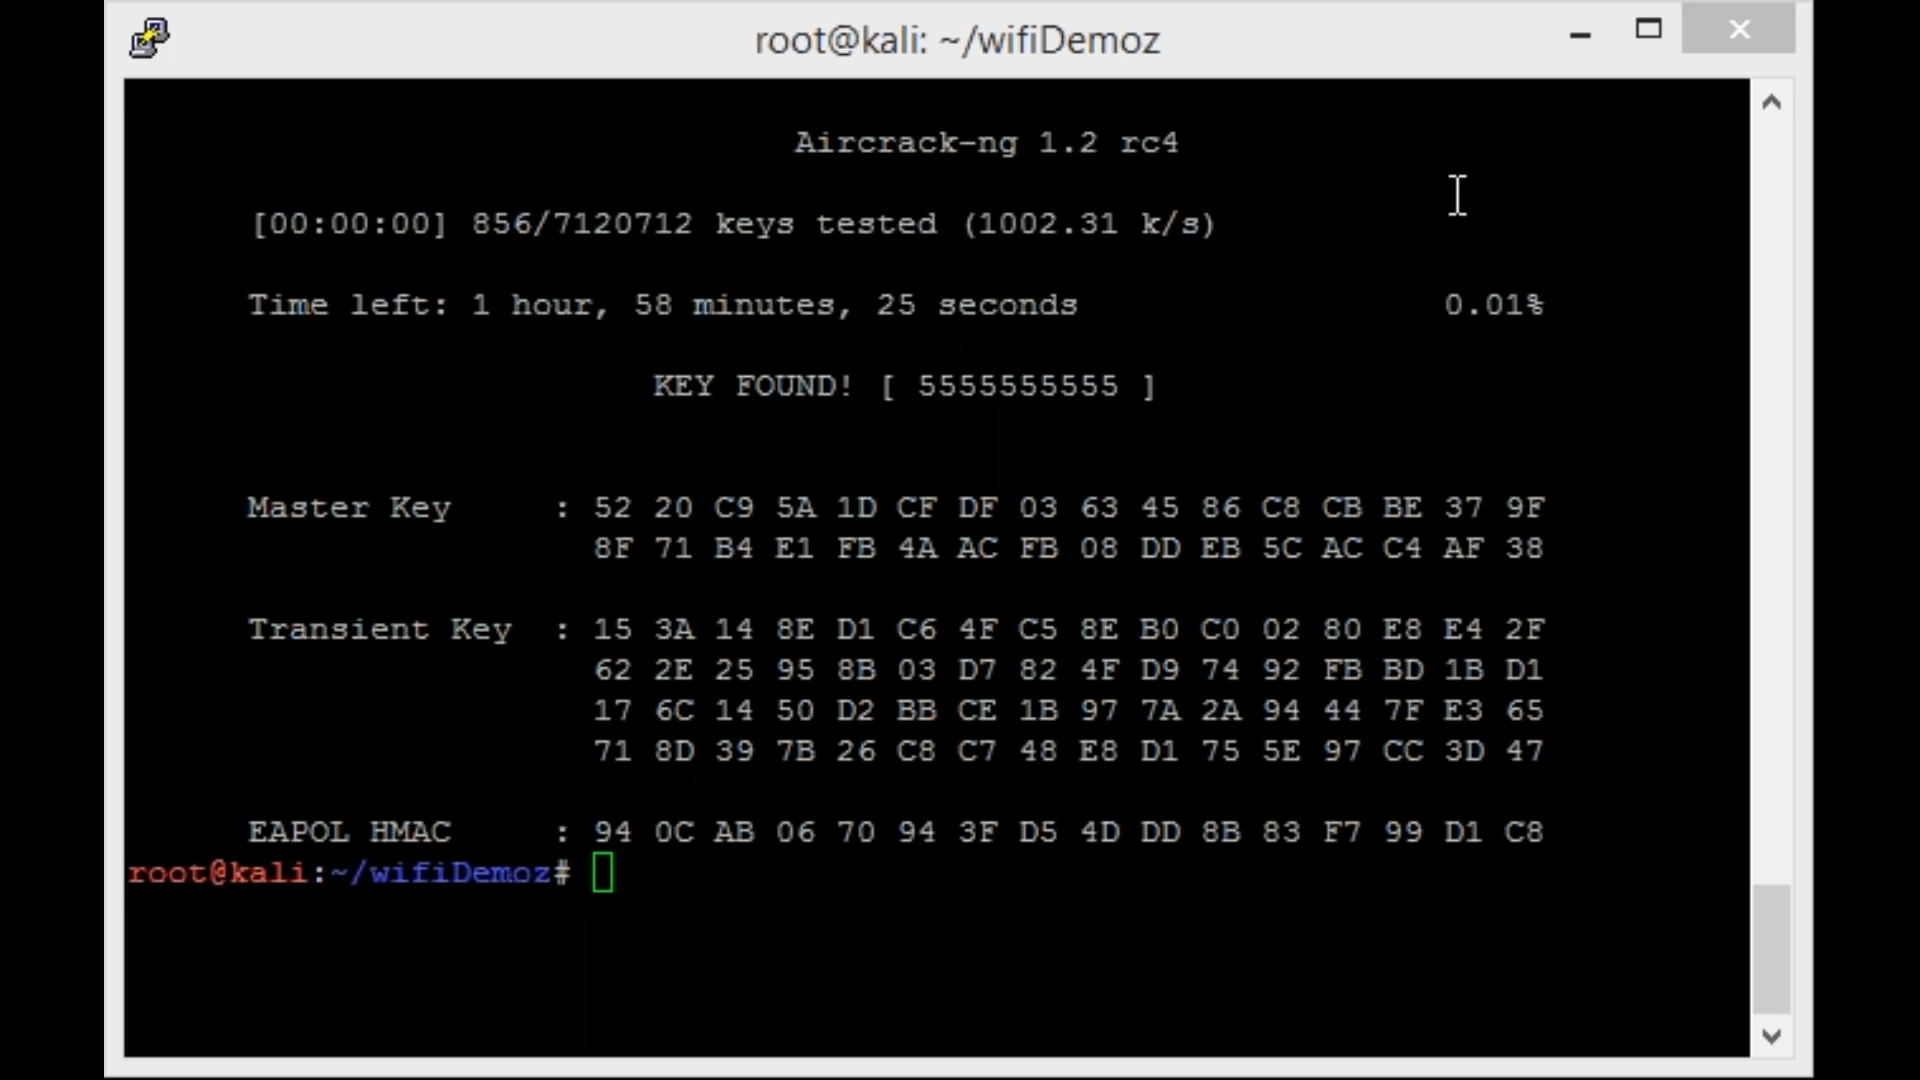 root@kali: ~/wifiDemoz
Aircrack-ng 1.2 rc4
[00:00:00] 856/7120712 keys tested (1002.31 k/s)
Time left: 1 hour, 58 minutes, 25 seconds 0.01%
KEY FOUND! [ 5555555555 ]
Master Key : 52 20 C9 5A 1D CF DF 03 63 45 86 C8 CB BE 37 9F
8F 71 B4 E1 FB 4A AC FB 08 DD EB 5C AC C4 AF 38
Transient Key : 15 3A 14 8E D1 C6 4F C5 8E B0 C0 02 80 E8 E4 2F
62 2E 25 95 8B 03 D7 82 4F D9 74 92 FB BD 1B D1
17 6C 14 50 D2 BB CE 1B 97 7A 2A 94 44 7F E3 65
71 8D 39 7B 26 C8 C7 48 E8 D1 75 5E 97 CC 3D 47
EAPOL HMAC : 94 0C AB 06 70 94 3F D5 4D DD 8B 83 F7 99 D1 C8
root@kali:~/wifiDemoz#